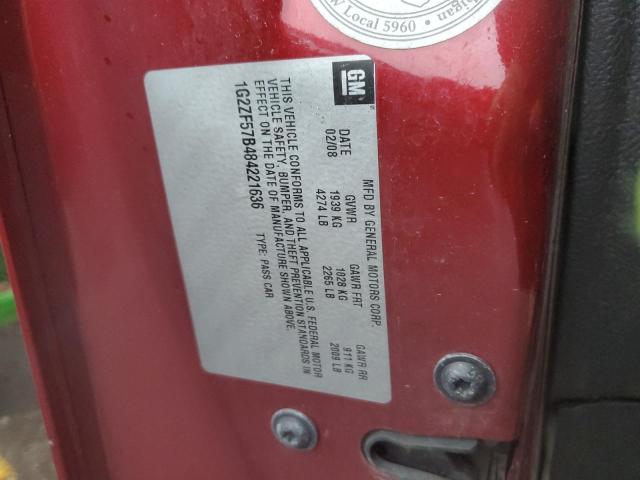 igan
W Local 5960
GM
MFD BY GENERAL MOTORS CORP.
DATE GVWR GAWR FRT GAWR RR
02/08 1939 KG 1028 KG 911 KG
4274 LB 2265 LB 2009 LB
THIS VEHICLE CONFORMS TO ALL APPLICABLE U.S. FEDERAL MOTOR
VEHICLE SAFETY, BUMPER, AND THEFT PREVENTION STANDARDS IN
EFFECT ON THE DATE OF MANUFACTURE SHOWN ABOVE.
1G2ZF57B484221636 TYPE: PASS CAR